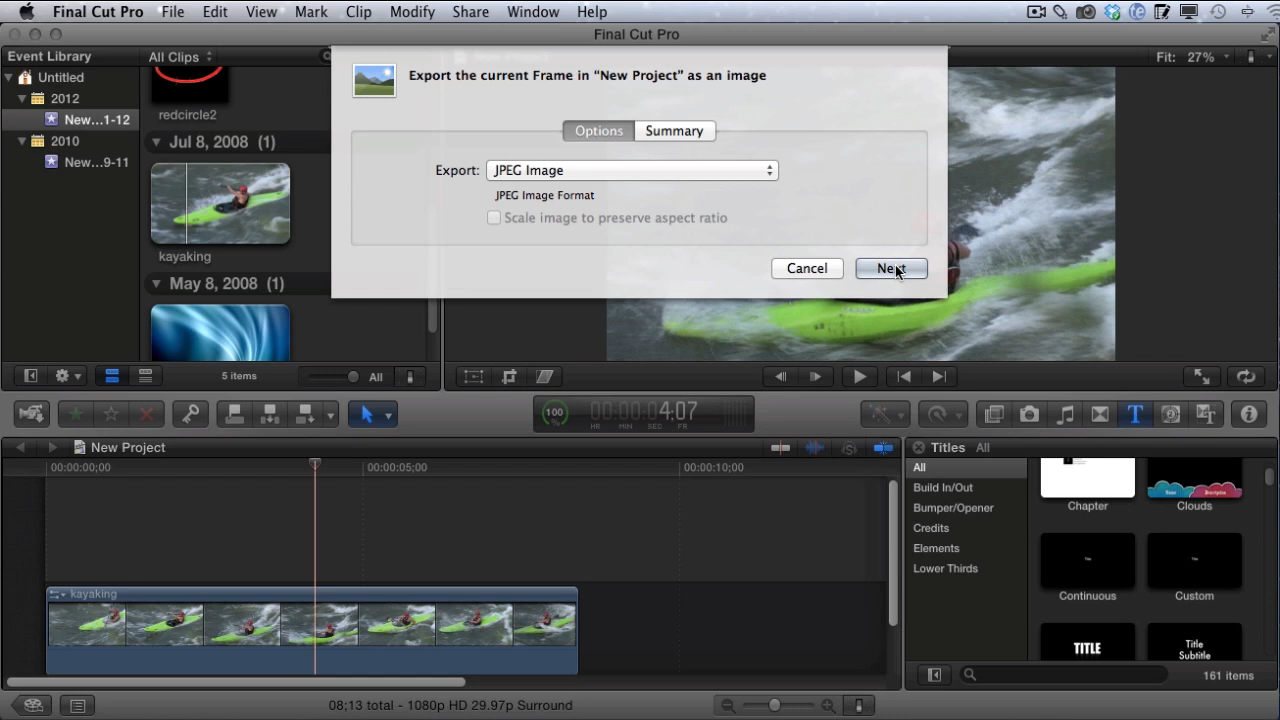 Final Cut Pro File Edit View Mark Clip Modify Share Window Help
Final Cut Pro
Event Library
All Clips
Fit: 27%
Untitled
2012
New...1-12
2010
New...9-11
redcircle2
Jul 8, 2008 (1)
kayaking
May 8, 2008 (1)
Export the current Frame in “New Project” as an image
Options Summary
Export: JPEG Image
JPEG Image Format
Scale image to preserve aspect ratio
Cancel Next
5 items
All
100
%
00:00:04:07
HR MIN SEC FR
T
New Project
00:00:00;00
00:00:05;00
00:00:10;00
kayaking
Titles All
All
Build In/Out
Bumper/Opener
Credits
Elements
Lower Thirds
Chapter
Clouds
Continuous
Custom
TITLE
Title
Subtitle
161 items
08;13 total - 1080p HD 29.97p Surround